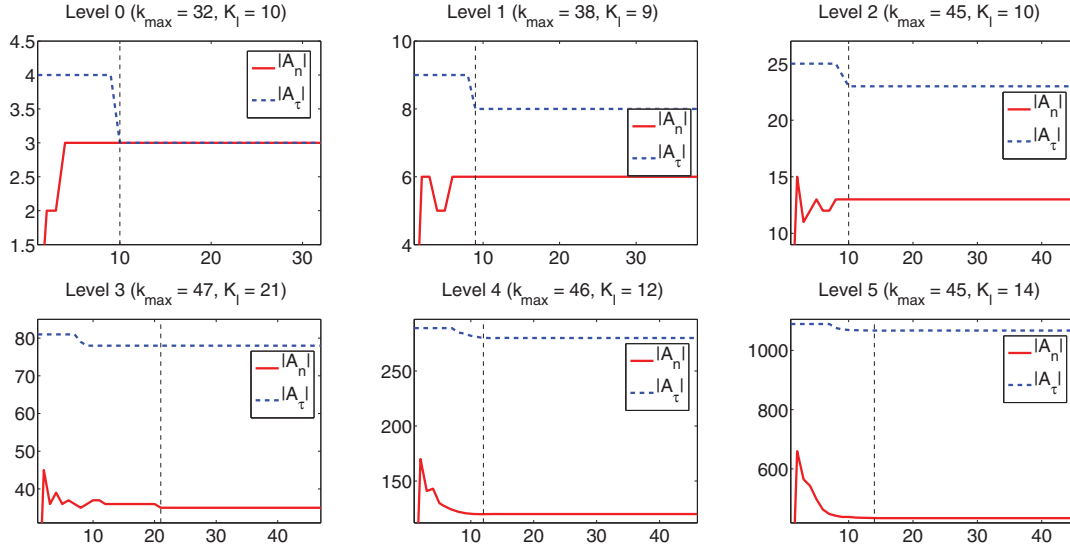 Level 0 (k_max = 32, K_l = 10)
4.5
4
3.5
3
2.5
2
1.5
10
20
30
|A_n|
|A_τ|
Level 1 (k_max = 38, K_l = 9)
10
8
6
4
10
20
30
|A_n|
|A_τ|
Level 2 (k_max = 45, K_l = 10)
25
20
15
10
10
20
30
40
|A_n|
|A_τ|
Level 3 (k_max = 47, K_l = 21)
80
70
60
50
40
10
20
30
40
|A_n|
|A_τ|
Level 4 (k_max = 46, K_l = 12)
250
200
150
10
20
30
40
|A_n|
|A_τ|
Level 5 (k_max = 45, K_l = 14)
1000
800
600
10
20
30
40
|A_n|
|A_τ|